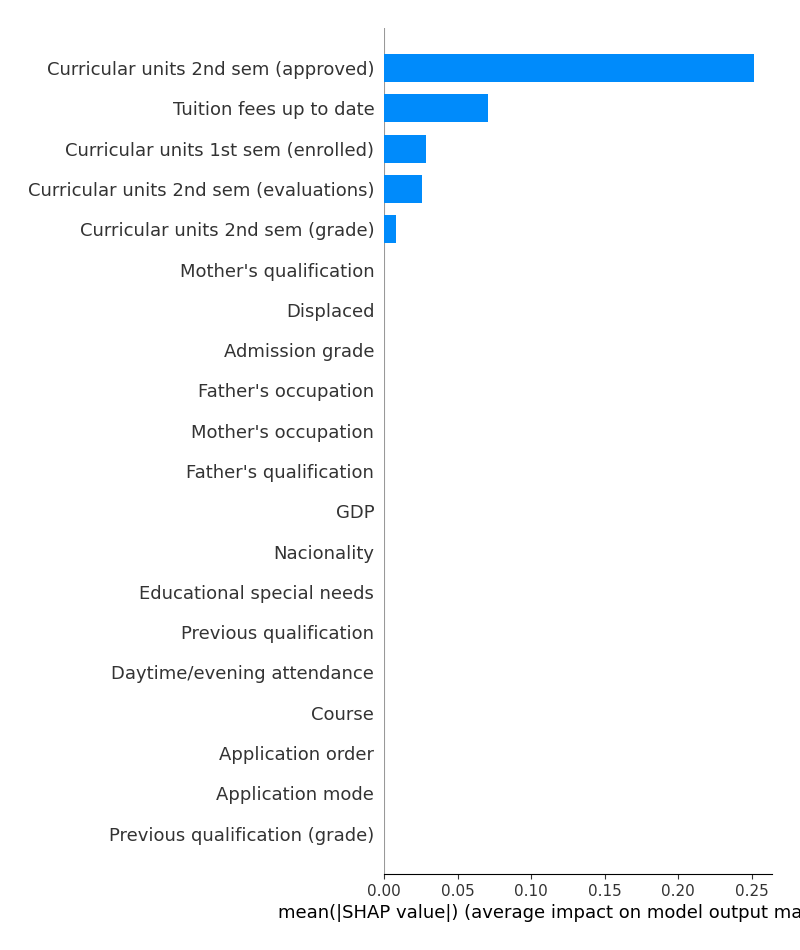 Curricular units 2nd sem (approved)
Tuition fees up to date
Curricular units 1st sem (enrolled)
Curricular units 2nd sem (evaluations)
Curricular units 2nd sem (grade)
Mother's qualification
Displaced
Admission grade
Father's occupation
Mother's occupation
Father's qualification
GDP
Nacionality
Educational special needs
Previous qualification
Daytime/evening attendance
Course
Application order
Application mode
Previous qualification (grade)
0.00 0.05 0.10 0.15 0.20 0.25
mean(|SHAP value|) (average impact on model output ma